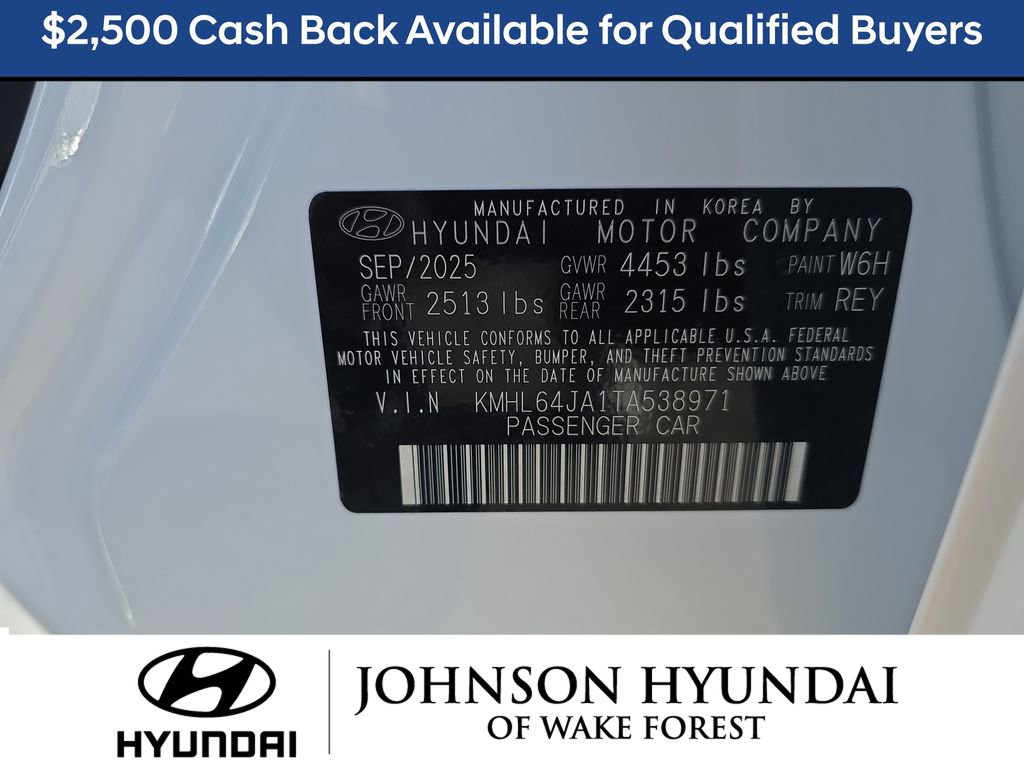 $2,500 Cash Back Available for Qualified Buyers
MANUFACTURED IN KOREA BY
HYUNDAI MOTOR COMPANY
SEP/2025 GVWR 4453 lbs PAINT W6H
GAWR FRONT 2513 lbs GAWR REAR 2315 lbs TRIM REY
THIS VEHICLE CONFORMS TO ALL APPLICABLE U.S.A. FEDERAL
MOTOR VEHICLE SAFETY, BUMPER, AND THEFT PREVENTION STANDARDS
IN EFFECT ON THE DATE OF MANUFACTURE SHOWN ABOVE
V.I.N KMHL64JA1TA538971
PASSENGER CAR
HYUNDAI
JOHNSON HYUNDAI
OF WAKE FOREST